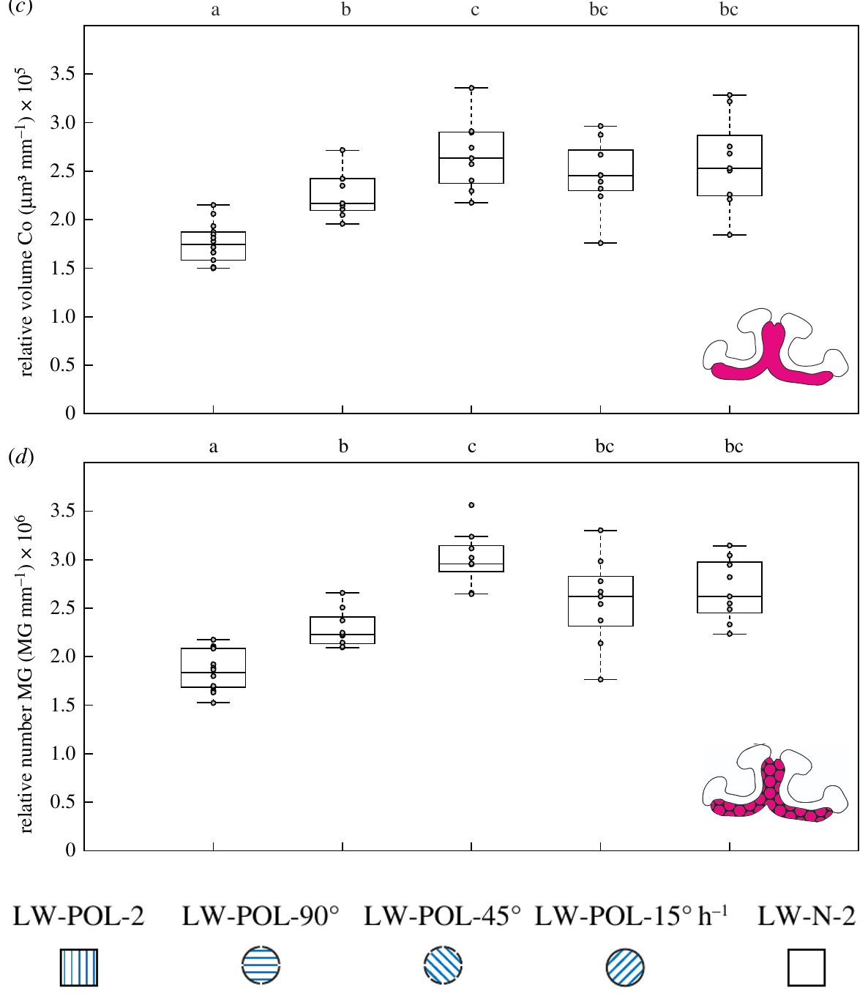 (c)
a b c bc bc
relative volume Co (µm³ mm⁻¹) × 10⁵
3.5
3.0
2.5
2.0
1.5
1.0
0.5
0
(d)
a b c bc bc
relative number MG (MG mm⁻¹) × 10⁶
3.5
3.0
2.5
2.0
1.5
1.0
0.5
0
LW-POL-2 LW-POL-90° LW-POL-45° LW-POL-15° h⁻¹ LW-N-2